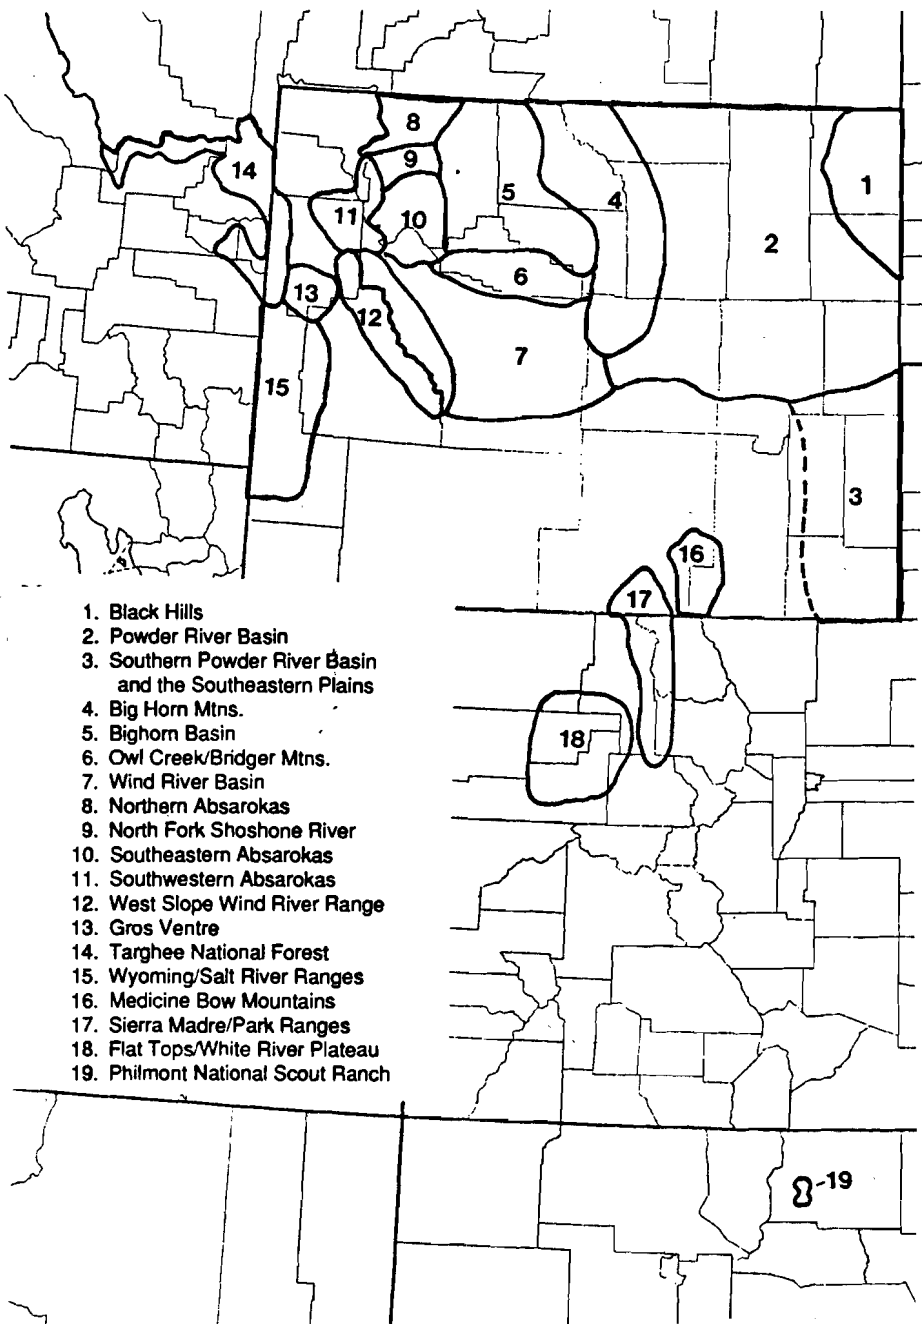 8
9
14
1
5
4
11
10
2
6
13
12
7
15
3
16
17
1. Black Hills
2. Powder River Basin
3. Southern Powder River Basin
and the Southeastern Plains
4. Big Horn Mtns.
5. Bighorn Basin
6. Owl Creek/Bridger Mtns.
7. Wind River Basin
8. Northern Absarokas
9. North Fork Shoshone River
10. Southeastern Absarokas
11. Southwestern Absarokas
12. West Slope Wind River Range
13. Gros Ventre
14. Targhee National Forest
15. Wyoming/Salt River Ranges
16. Medicine Bow Mountains
17. Sierra Madre/Park Ranges
18. Flat Tops/White River Plateau
19. Philmont National Scout Ranch
18
-19